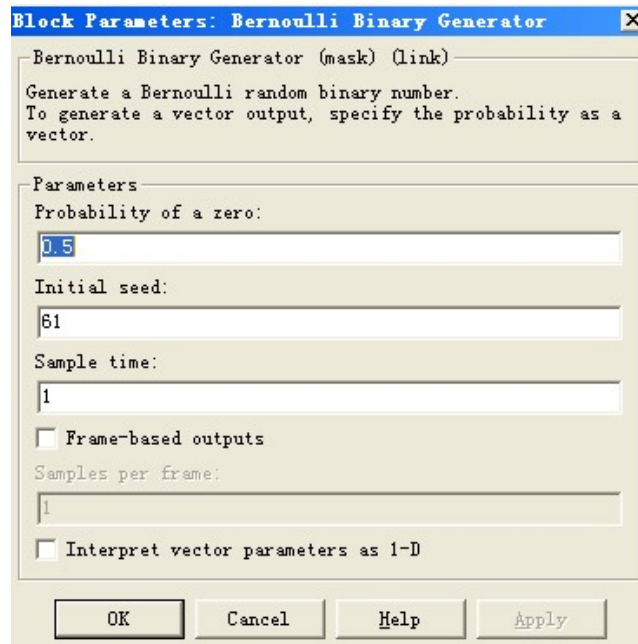 Block Parameters: Bernoulli Binary Generator
Bernoulli Binary Generator (mask) (link)
Generate a Bernoulli random binary number.
To generate a vector output, specify the probability as a
vector.
Parameters
Probability of a zero:
0.5
Initial seed:
61
Sample time:
1
Frame-based outputs
Samples per frame:
1
Interpret vector parameters as 1-D
OK Cancel Help Apply